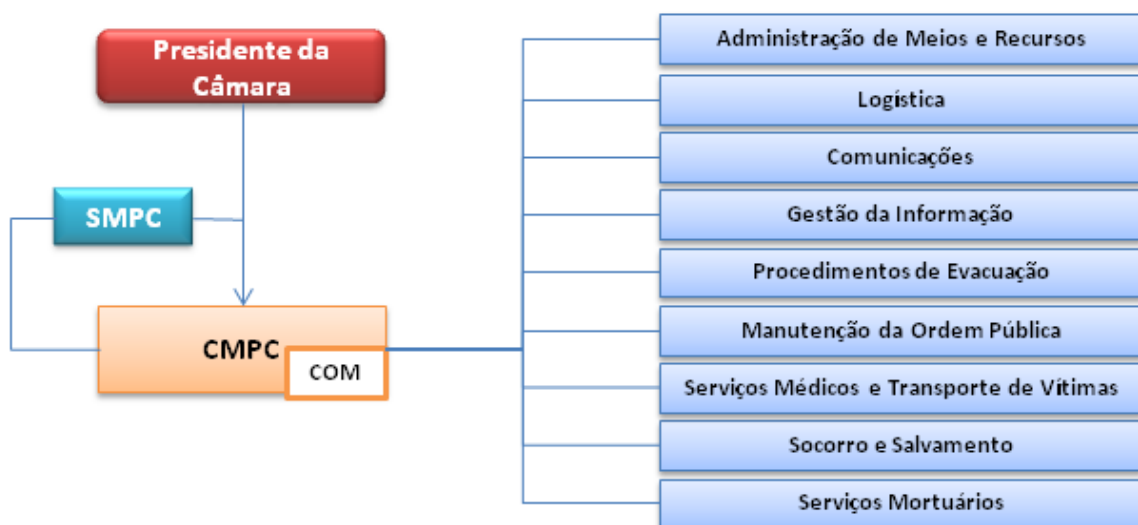 Presidente da
Câmara
SMPC
CMPC
COM
Administração de Meios e Recursos
Logística
Comunicações
Gestão da Informação
Procedimentos de Evacuação
Manutenção da Ordem Pública
Serviços Médicos e Transporte de Vítimas
Socorro e Salvamento
Serviços Mortuários